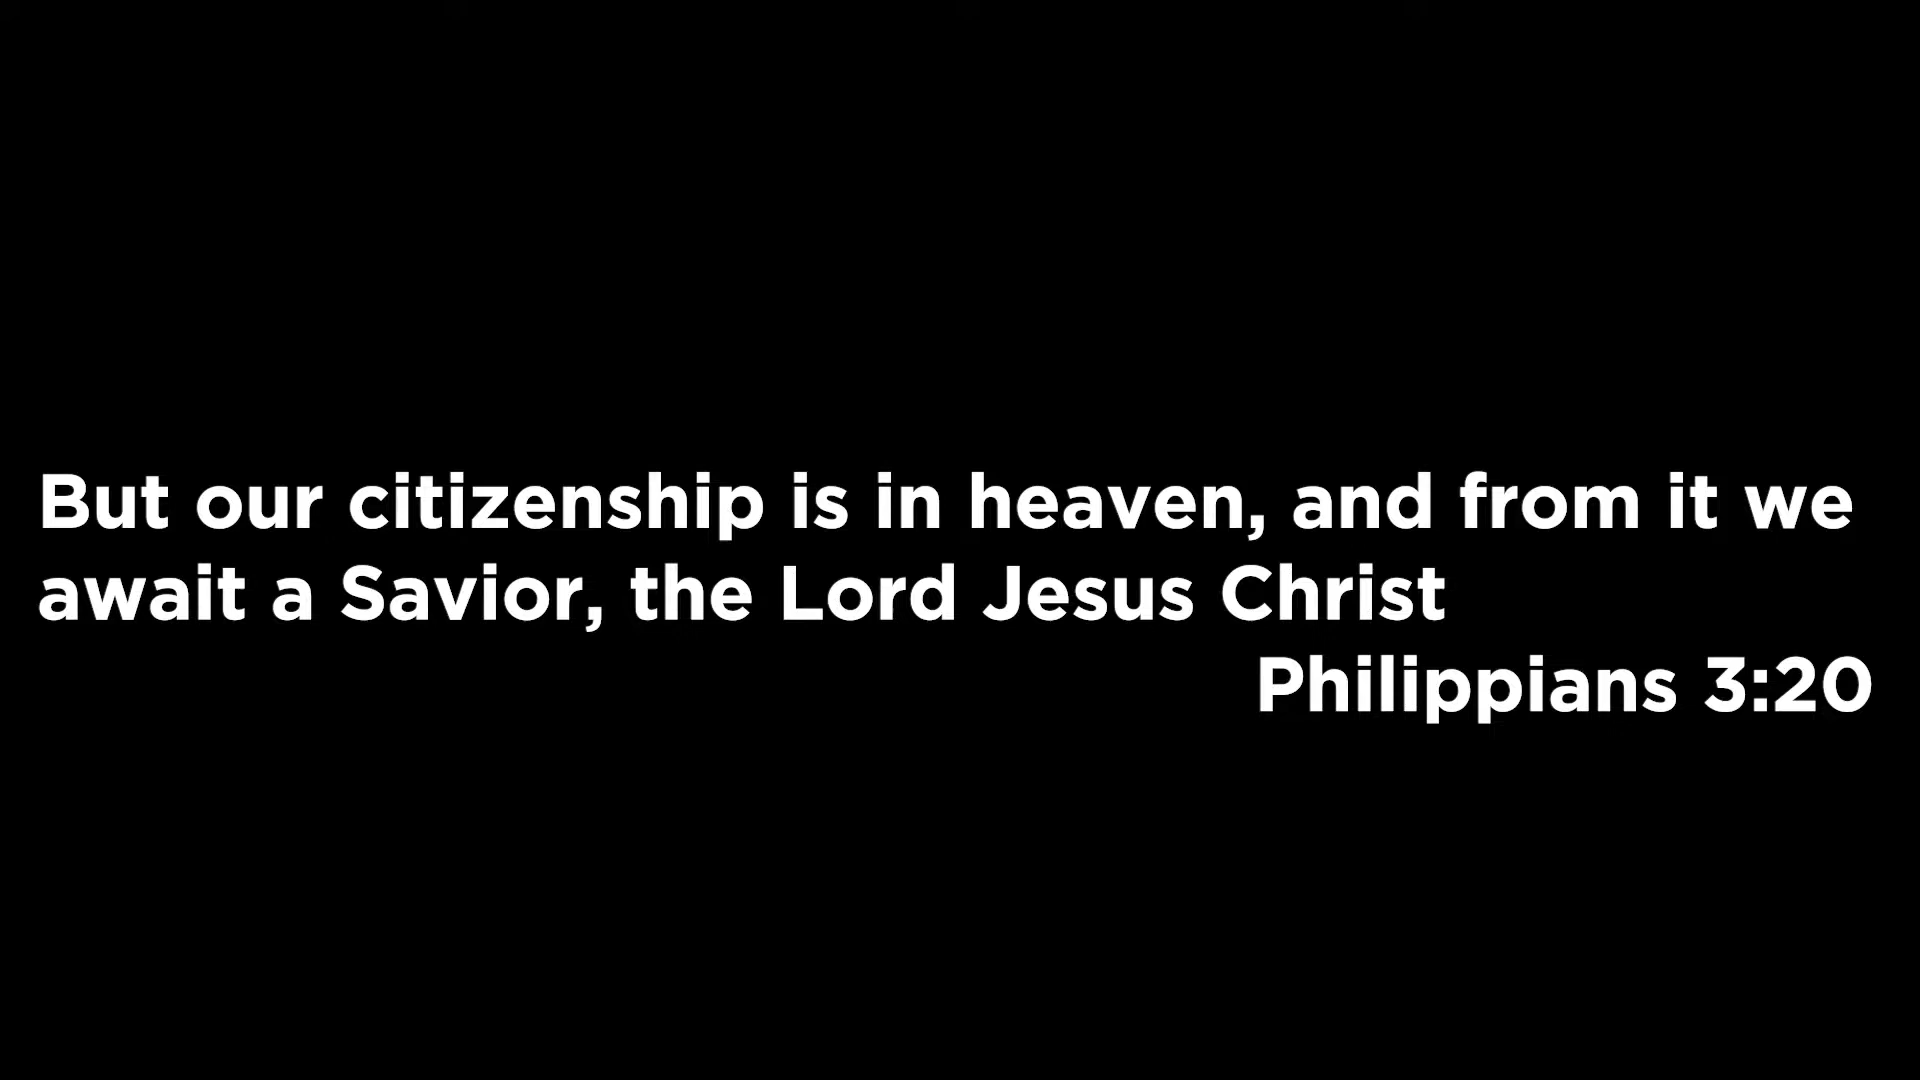 But our citizenship is in heaven, and from it we
await a Savior, the Lord Jesus Christ
Philippians 3:20